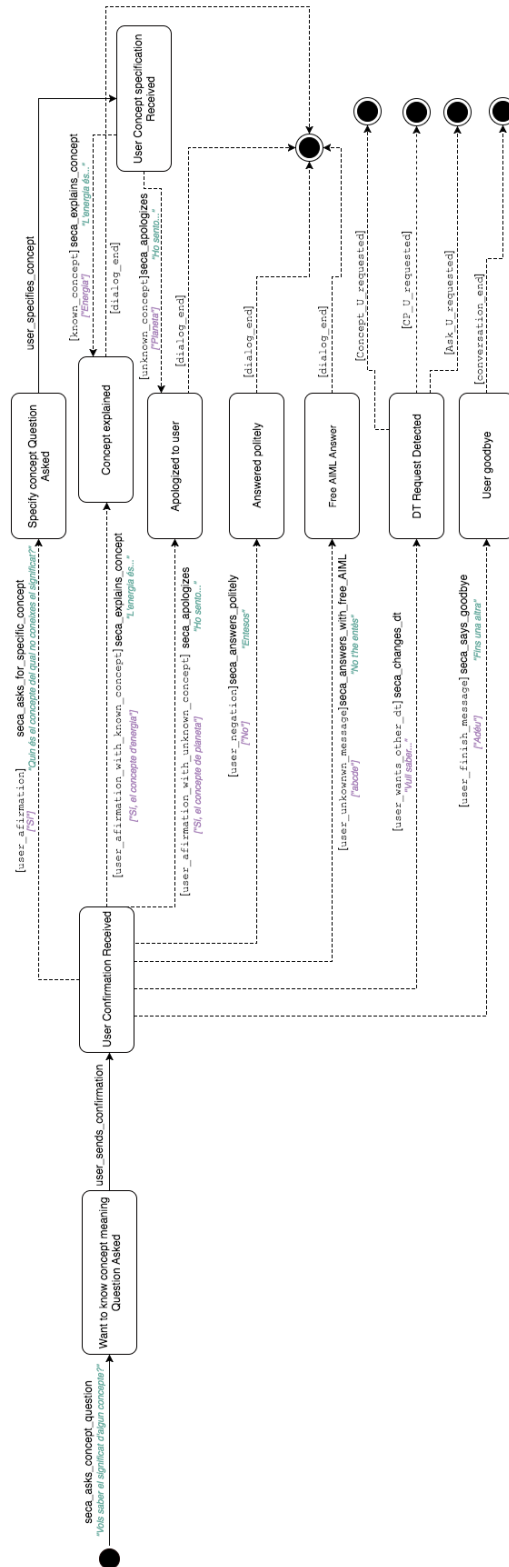 seca_asks_concept_question
"Vols saber el significat d'algun concepte?"
Want to know concept meaning
Question Asked
user_sends_confirmation
User Confirmation Received
[user_afirmation]
["Sí"]
seca_asks_for_specific_concept
"Quin és el concepte del qual no coneixes el significat?"
Specify concept Question
Asked
user_specifies_concept
User Concept specification
Received
[known_concept]seca_explains_concept
["Energia"]
"L'energia és..."
[unknown_concept]seca_apologizes
["Planeta"]
"Ho sento..."
[user_afirmation_with_known_concept]seca_explains_concept
["Sí, el concepte d'energia"]
"L'energia és..."
Concept explained
[dialog_end]
[user_afirmation_with_unknown_concept] seca_apologizes
["Sí, el concepte de planeta"]
"Ho sento..."
Apologized to user
[dialog_end]
[user_negation]seca_answers_politely
["No"]
"Entesos"
Answered politely
[dialog_end]
[user_unkownwn_message]seca_answers_with_free_AIML
["abcde"]
"No t'he entès"
Free AIML Answer
[dialog_end]
[user_wants_other_dt]seca_changes_dt
"Vull saber..."
DT Request Detected
[Concept_U_requested]
[CP_U_requested]
[Ask_U_requested]
[user_finish_message]seca_says_goodbye
["Adéu"]
"Fins una altra"
User goodbye
[conversation_end]